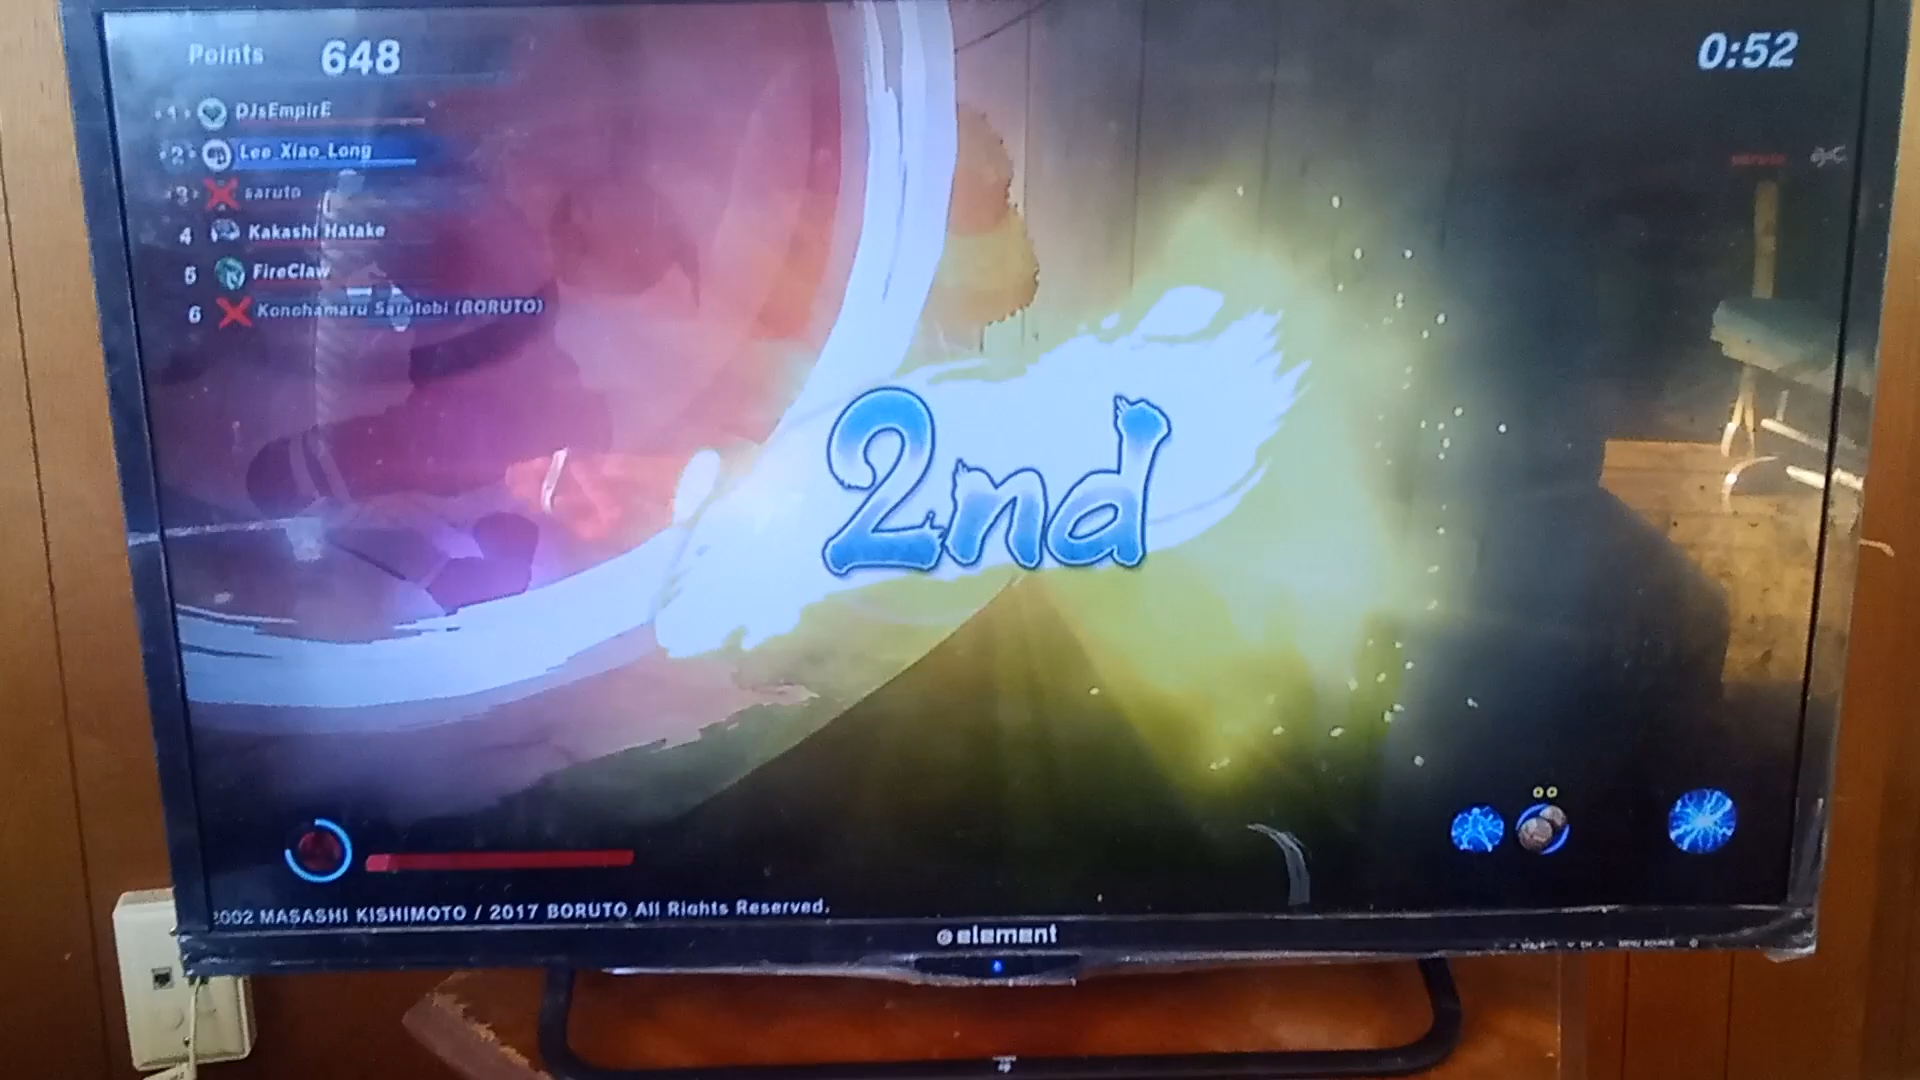 Points 648
0:52
1 DJsEmpirE
2 Lee_Xiao_Long
3 saruto
4 Kakashi Hatake
5 FireClaw
6 Konohamaru Sarutobi (BORUTO)
saruto
2nd
2002 MASASHI KISHIMOTO / 2017 BORUTO All Rights Reserved.
element